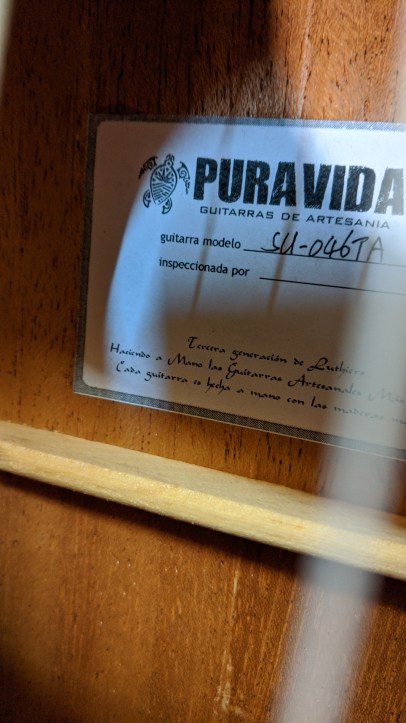 PURAVIDA
GUITARRAS DE ARTESANIA
guitarra modelo SU-046TA
inspeccionada por
Tercera generación de Luthiers
Haciendo a Mano las Guitarras Artesanales
Cada guitarra es hecha a mano con las maderas